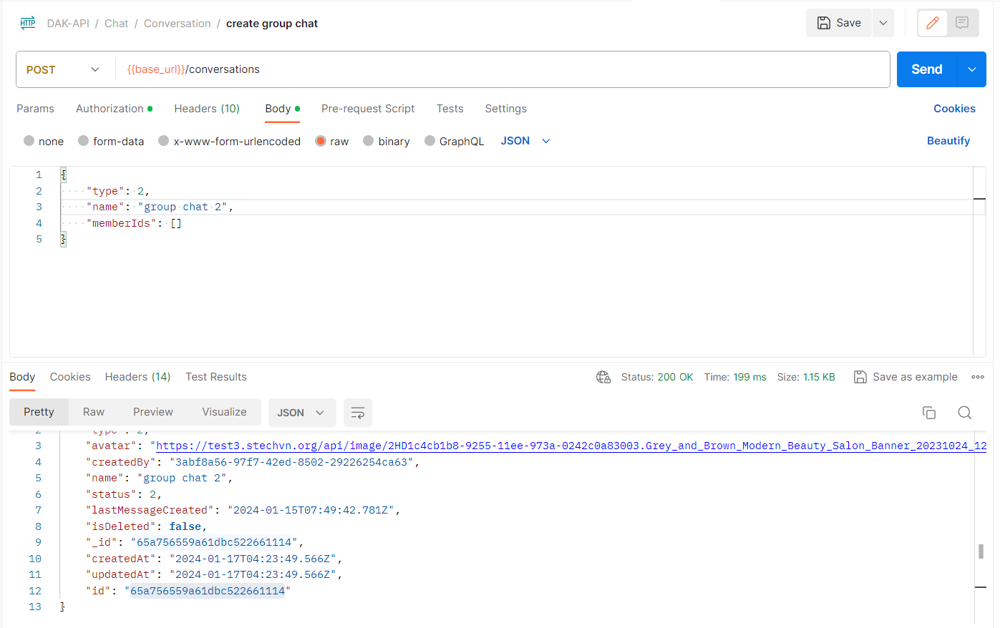 HTTP DAK-API / Chat / Conversation / create group chat Save
POST {{base_url}}/conversations Send
Params Authorization Headers (10) Body Pre-request Script Tests Settings Cookies
none form-data x-www-form-urlencoded raw binary GraphQL JSON Beautify
1 {
2 "type": 2,
3 "name": "group chat 2",
4 "memberIds": []
5 }
Body Cookies Headers (14) Test Results Status: 200 OK Time: 199 ms Size: 1.15 KB Save as example
Pretty Raw Preview Visualize JSON
2 "type": 2,
3 "avatar": "https://test3.stechvn.org/api/image/2HD1c4cb1b8-9255-11ee-973a-0242c0a83003.Grey_and_Brown_Modern_Beauty_Salon_Banner_20231024_12
4 "createdBy": "3abf8a56-97f7-42ed-8502-29226254ca63",
5 "name": "group chat 2",
6 "status": 2,
7 "lastMessageCreated": "2024-01-15T07:49:42.781Z",
8 "isDeleted": false,
9 "_id": "65a756559a61dbc522661114",
10 "createdAt": "2024-01-17T04:23:49.566Z",
11 "updatedAt": "2024-01-17T04:23:49.566Z",
12 "id": "65a756559a61dbc522661114"
13 }